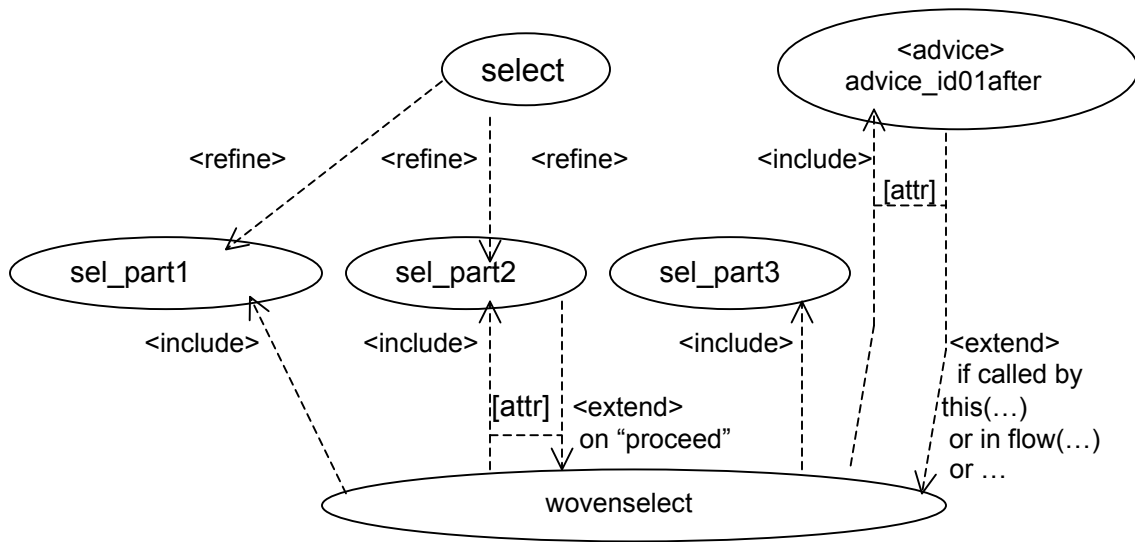 select
<advice>
advice_id01after
<refine>
<refine>
<refine>
<include>
[attr]
sel_part1
sel_part2
sel_part3
<include>
<include>
<include>
<extend>
if called by
this(…)
or in flow(…)
or …
[attr]
<extend>
on “proceed”
wovenselect